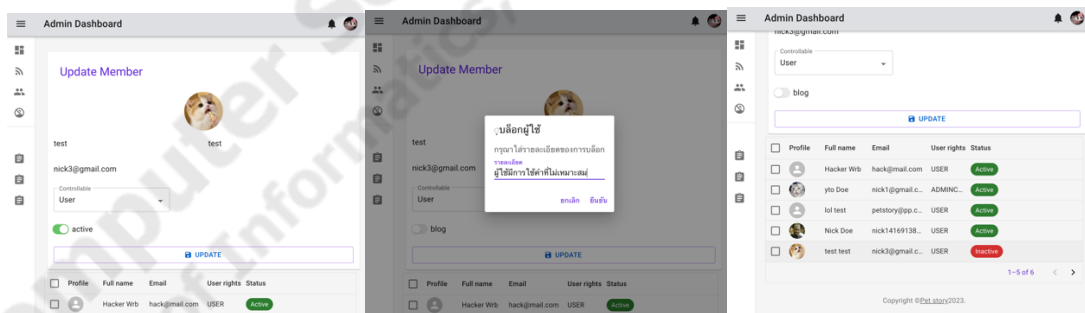 Admin Dashboard
Update Member
test
test
nick3@gmail.com
Controllable
User
active
UPDATE
Profile Full name Email User rights Status
Hacker Wrb hack@mail.com USER Active
Admin Dashboard
Update Member
test
nick3@gmail.com
Controllable
User
blog
UPDATE
Profile Full name Email User rights Status
Hacker Wrb hack@mail.com USER Active
ุบล็อกผู้ใช้
กรุณาใส่รายละเอียดของการบล็อก
รายละเอียด
ผู้ใช้มีการใช้คำที่ไม่เหมาะสม
ยกเลิก ยืนยัน
Admin Dashboard
nick3@gmail.com
Controllable
User
blog
UPDATE
Profile Full name Email User rights Status
Hacker Wrb hack@mail.com USER Active
yto Doe nick1@gmail.c... ADMINC... Active
lol test petstory@pp.c... USER Active
Nick Doe nick14169138... USER Active
test test nick3@gmail.c... USER Inactive
1–5 of 6
Copyright ©Pet story2023.